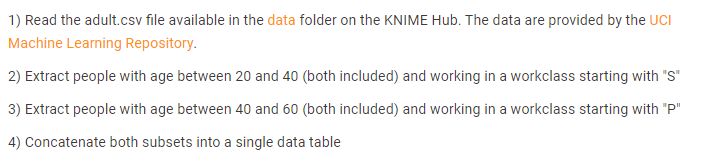 1) Read the adult.csv file available in the data folder on the KNIME Hub. The data are provided by the UCI
Machine Learning Repository.
2) Extract people with age between 20 and 40 (both included) and working in a workclass starting with "S"
3) Extract people with age between 40 and 60 (both included) and working in a workclass starting with "P"
4) Concatenate both subsets into a single data table